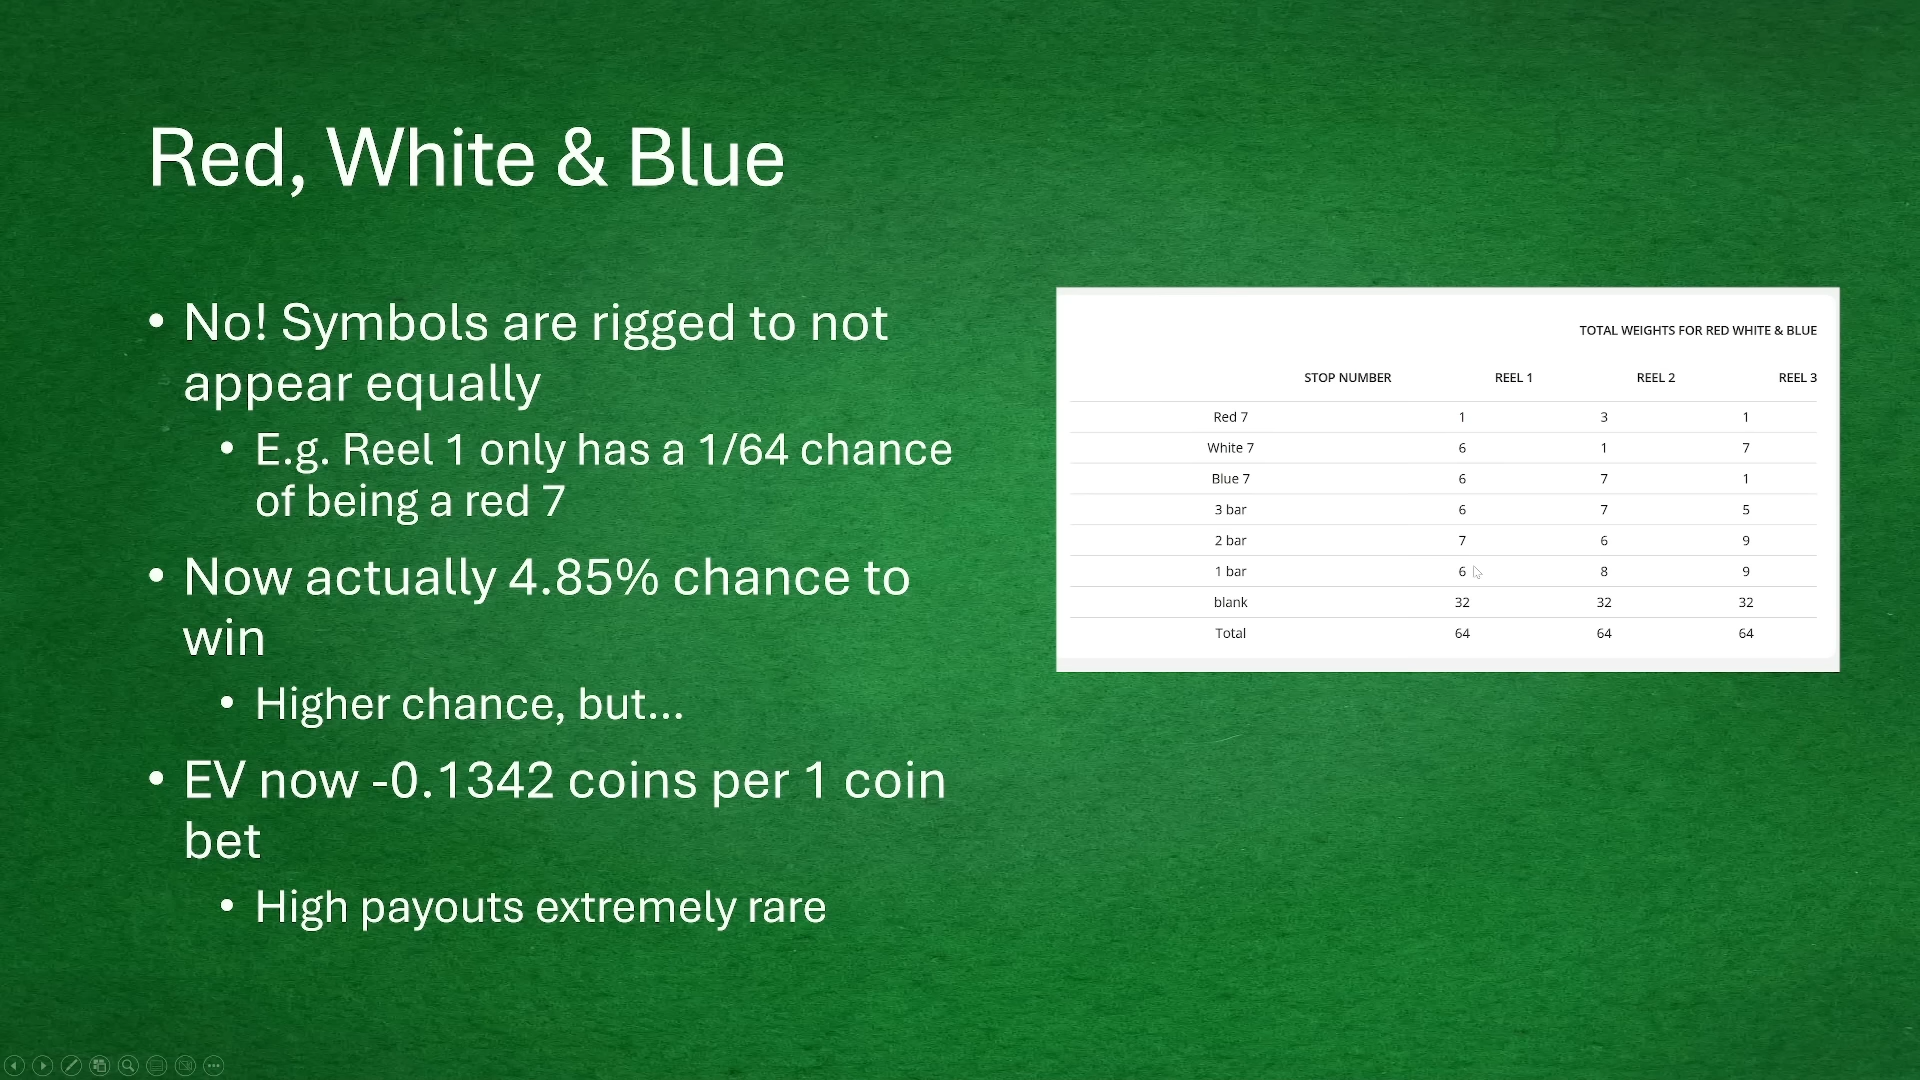 Red, White & Blue
• No! Symbols are rigged to not
appear equally
• E.g. Reel 1 only has a 1/64 chance
of being a red 7
• Now actually 4.85% chance to
win
• Higher chance, but...
• EV now -0.1342 coins per 1 coin
bet
• High payouts extremely rare
TOTAL WEIGHTS FOR RED WHITE & BLUE
STOP NUMBER REEL 1 REEL 2 REEL 3
Red 7 1 3 1
White 7 6 1 7
Blue 7 6 7 1
3 bar 6 7 5
2 bar 7 6 9
1 bar 6 8 9
blank 32 32 32
Total 64 64 64